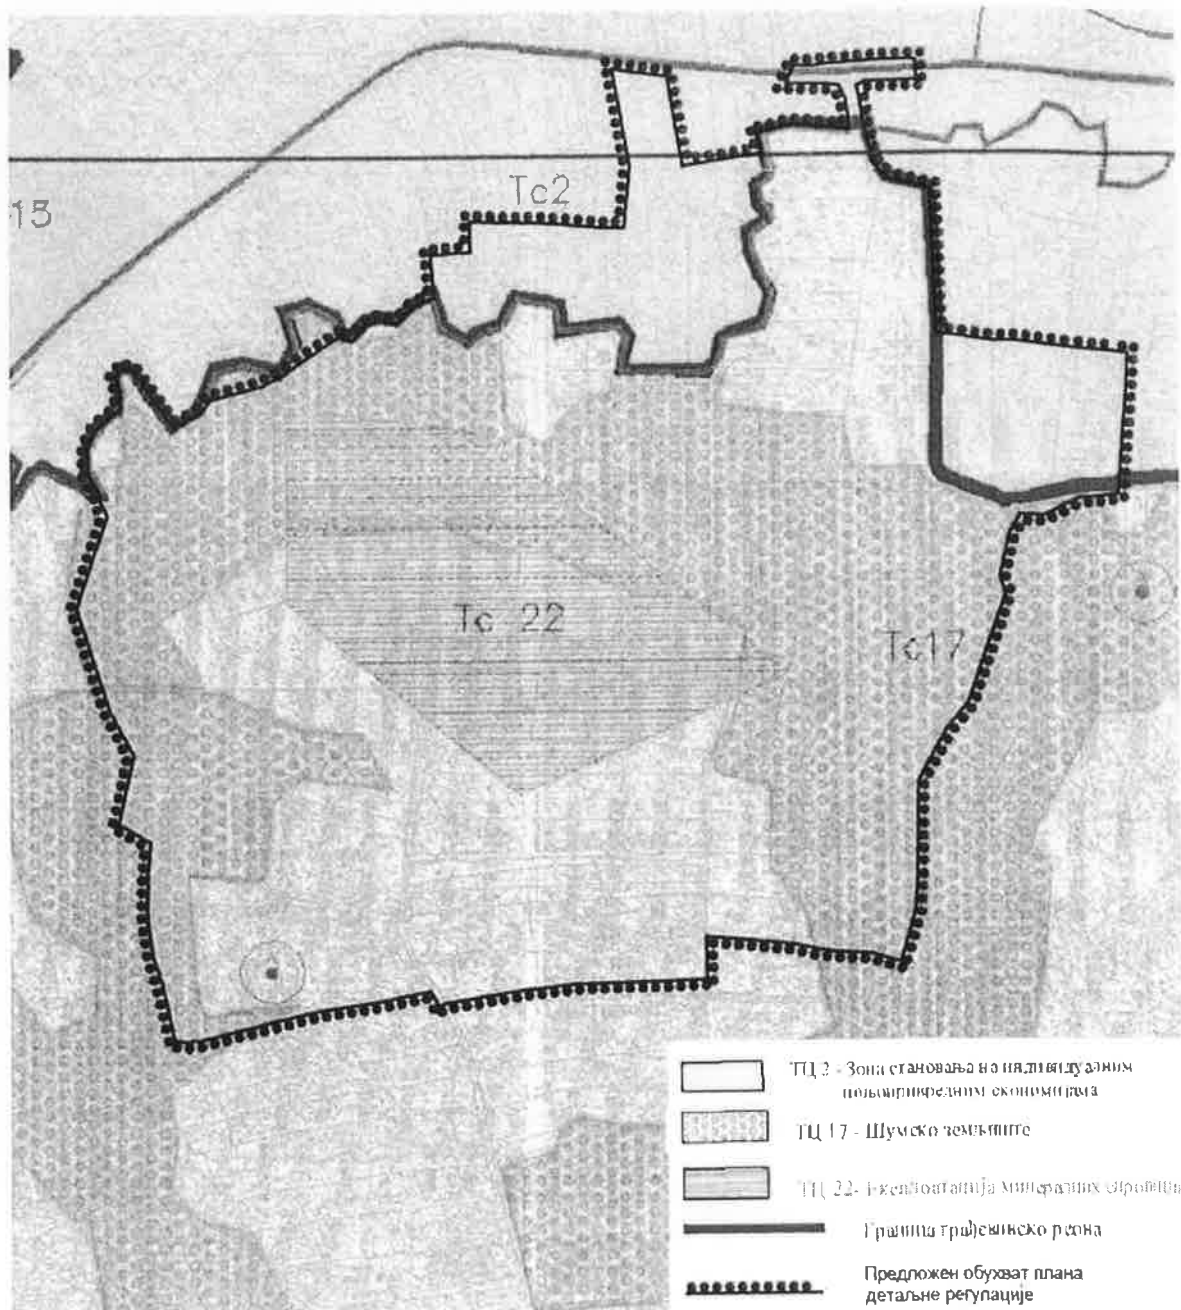 Тс2
15
Тс 22
Тс17
ТЦ 2 - Зона становања на индивидуалним
пољопривредним економијама
ТЦ 17 - Шумско земљиште
ТЦ 22- Експлоатација минералних сировина
Граница грађевинско реона
Предложен обухват плана
детаљне регулације